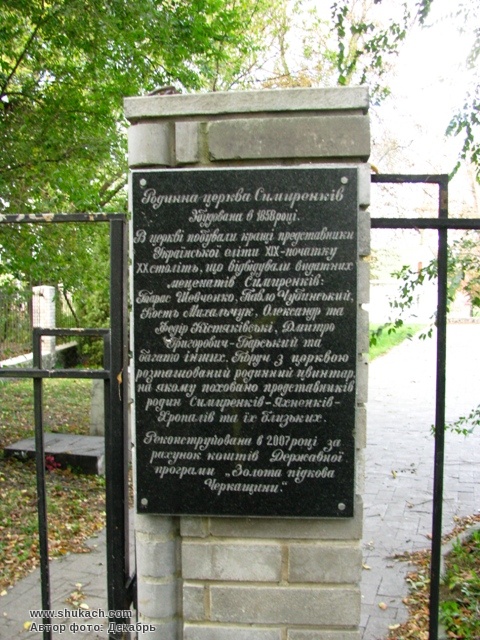 Родинна церква Симиренків
Збудована в 1858 році.
В церкві побували кращі представники
Української еліти ХІХ-початку
ХХ століть, що відвідували видатних
меценатів Симиренків:
Тарас Шевченко, Павло Чубинський,
Кость Михальчук, Олександр та
Федір Кістяківські, Дмитро
Григорович-Барський та
багато інших. Поруч з церквою
розташований родинний цвинтар,
на якому поховано представників
родин Симиренків-Яхненків-
Хропалів та їх близьких.
Реконструйована в 2007 році за
рахунок коштів Державної
програми „Золота підкова
Черкащини."
www.shukach.com
Автор фото: Декабрь